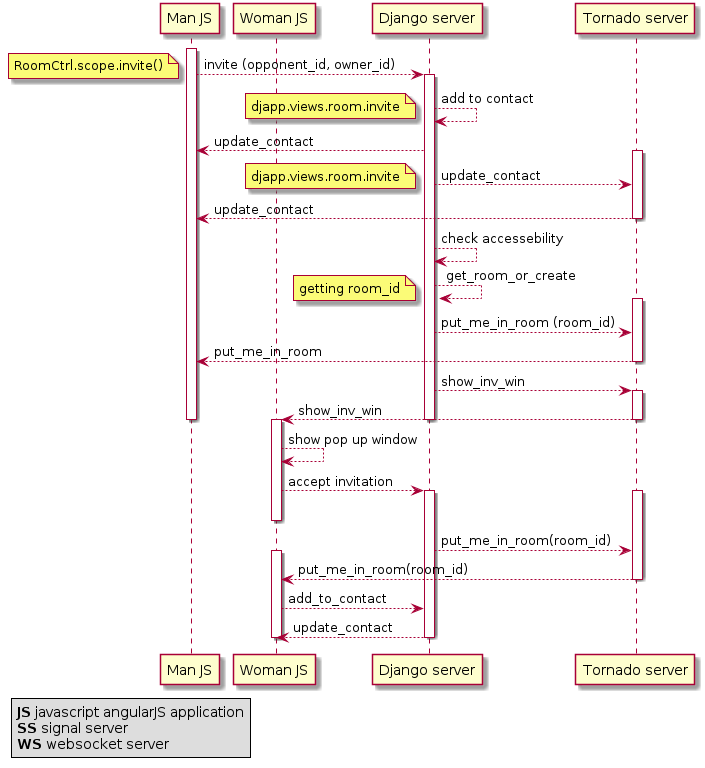 Man JS
Woman JS
Django server
Tornado server
RoomCtrl.scope.invite()
invite (opponent_id, owner_id)
djapp.views.room.invite
add to contact
update_contact
djapp.views.room.invite
update_contact
update_contact
check accessebility
getting room_id
get_room_or_create
put_me_in_room (room_id)
put_me_in_room
show_inv_win
show_inv_win
show pop up window
accept invitation
put_me_in_room(room_id)
put_me_in_room(room_id)
add_to_contact
update_contact
Man JS
Woman JS
Django server
Tornado server
JS javascript angularJS application
SS signal server
WS websocket server